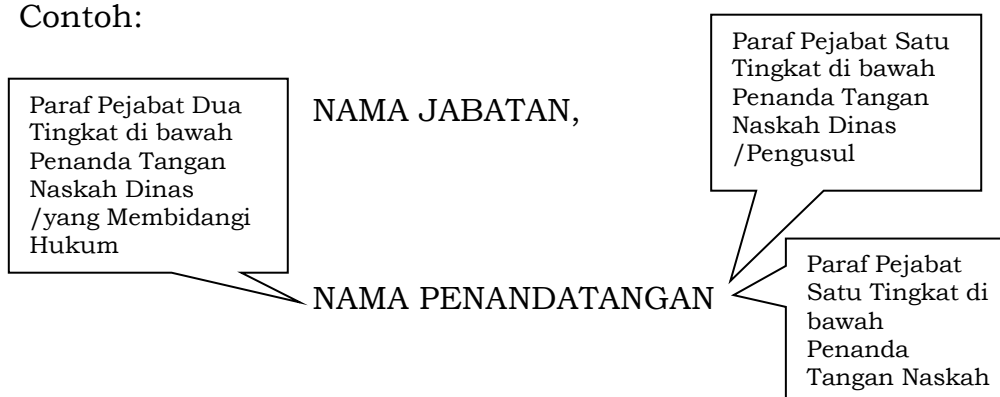 Contoh:
Paraf Pejabat Dua
Tingkat di bawah
Penanda Tangan
Naskah Dinas
/yang Membidangi
Hukum
NAMA JABATAN,
Paraf Pejabat Satu
Tingkat di bawah
Penanda Tangan
Naskah Dinas
/Pengusul
NAMA PENANDATANGAN
Paraf Pejabat
Satu Tingkat di
bawah
Penanda
Tangan Naskah